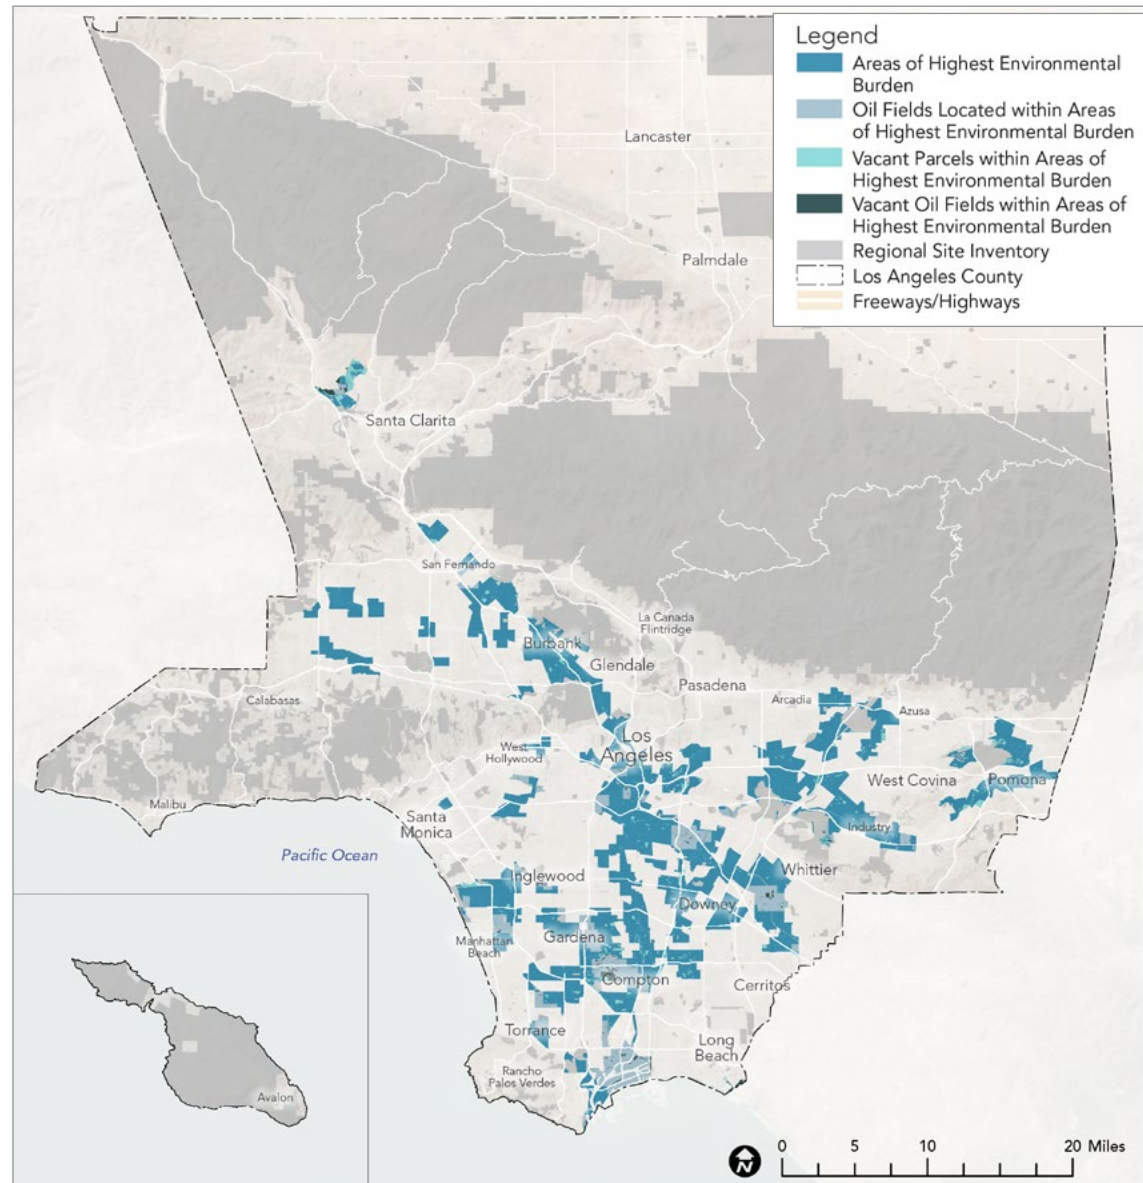 Legend
Areas of Highest Environmental
Burden
Oil Fields Located within Areas
of Highest Environmental Burden
Vacant Parcels within Areas of
Highest Environmental Burden
Vacant Oil Fields within Areas of
Highest Environmental Burden
Regional Site Inventory
Los Angeles County
Freeways/Highways
Lancaster
Palmdale
Santa Clarita
San Fernando
La Canada
Flintridge
Burbank
Glendale
Pasadena
Calabasas
Arcadia
Azusa
Los
Angeles
West
Hollywood
West Covina
Pomona
Malibu
Santa
Monica
Industry
Pacific Ocean
Whittier
Inglewood
Downey
Manhattan
Beach
Gardena
Compton
Cerritos
Torrance
Long
Beach
Rancho
Palos Verdes
Avalon
N
0 5 10 20 Miles